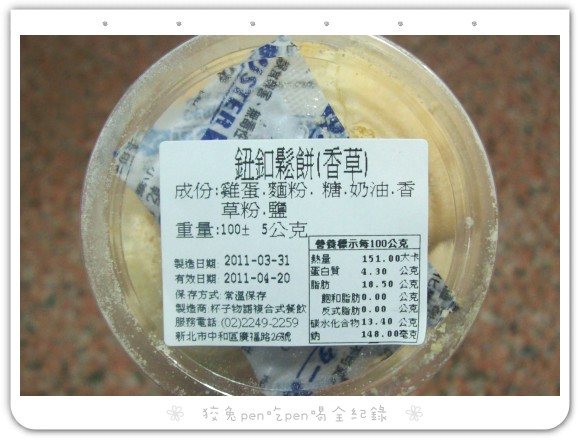 鈕釦鬆餅(香草)
成份:雞蛋.麵粉.糖.奶油.香
草粉.鹽
重量:100± 5公克
製造日期: 2011-03-31
有效日期: 2011-04-20
保存方式:常溫保存
製造商:杯子物語複合式餐飲
服務電話:(02)2249-2259
新北市中和區廣福路26號
營養標示每100公克
熱量 151.00大卡
蛋白質 4.30 公克
脂肪 18.50 公克
飽和脂肪0.00 公克
反式脂肪0.00 公克
碳水化合物13.40 公克
鈉 148.00毫克
狡兔pen吃pen喝全紀錄